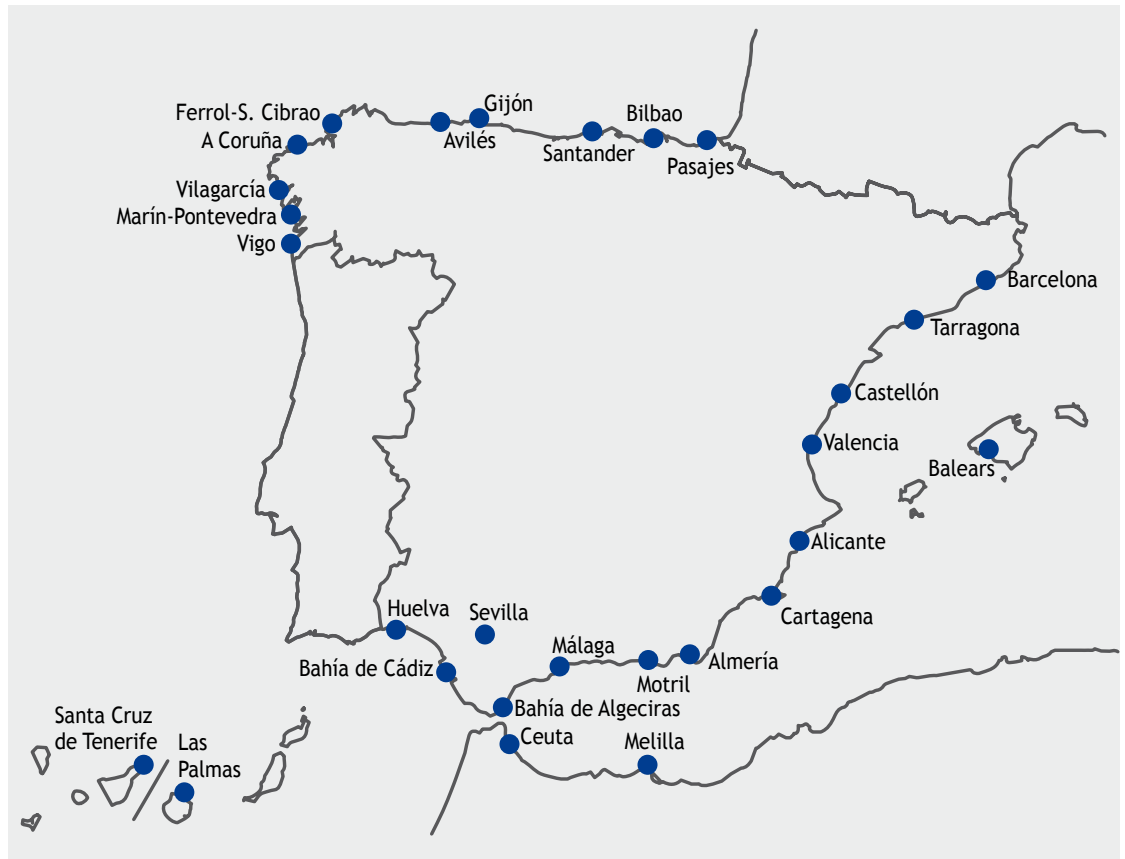 Gijón
Ferrol-S. Cibrao
Bilbao
A Coruña
Avilés
Santander
Pasajes
Vilagarcía
Marín-Pontevedra
Vigo
Barcelona
Tarragona
Castellón
Valencia
Balears
Alicante
Huelva
Sevilla
Cartagena
Málaga
Almería
Bahía de Cádiz
Motril
Bahía de Algeciras
Santa Cruz
de Tenerife
Las
Palmas
Ceuta
Melilla